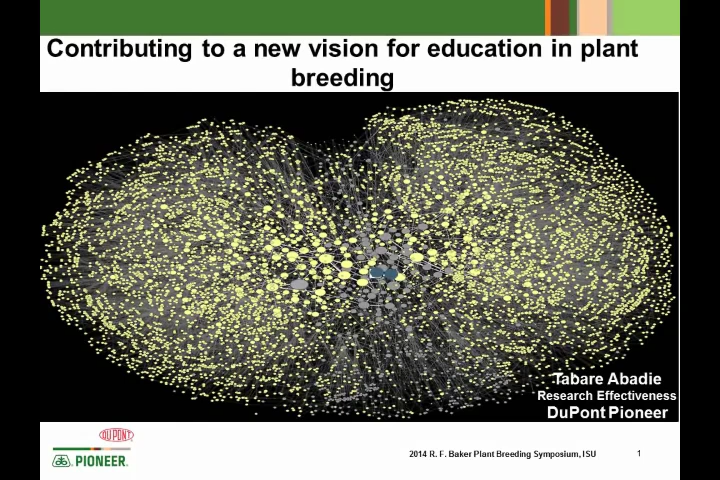 Contributing to a new vision for education in plant
breeding
Tabare Abadie
Research Effectiveness
DuPont Pioneer
DUPONT
PIONEER.
2014 R. F. Baker Plant Breeding Symposium, ISU
1